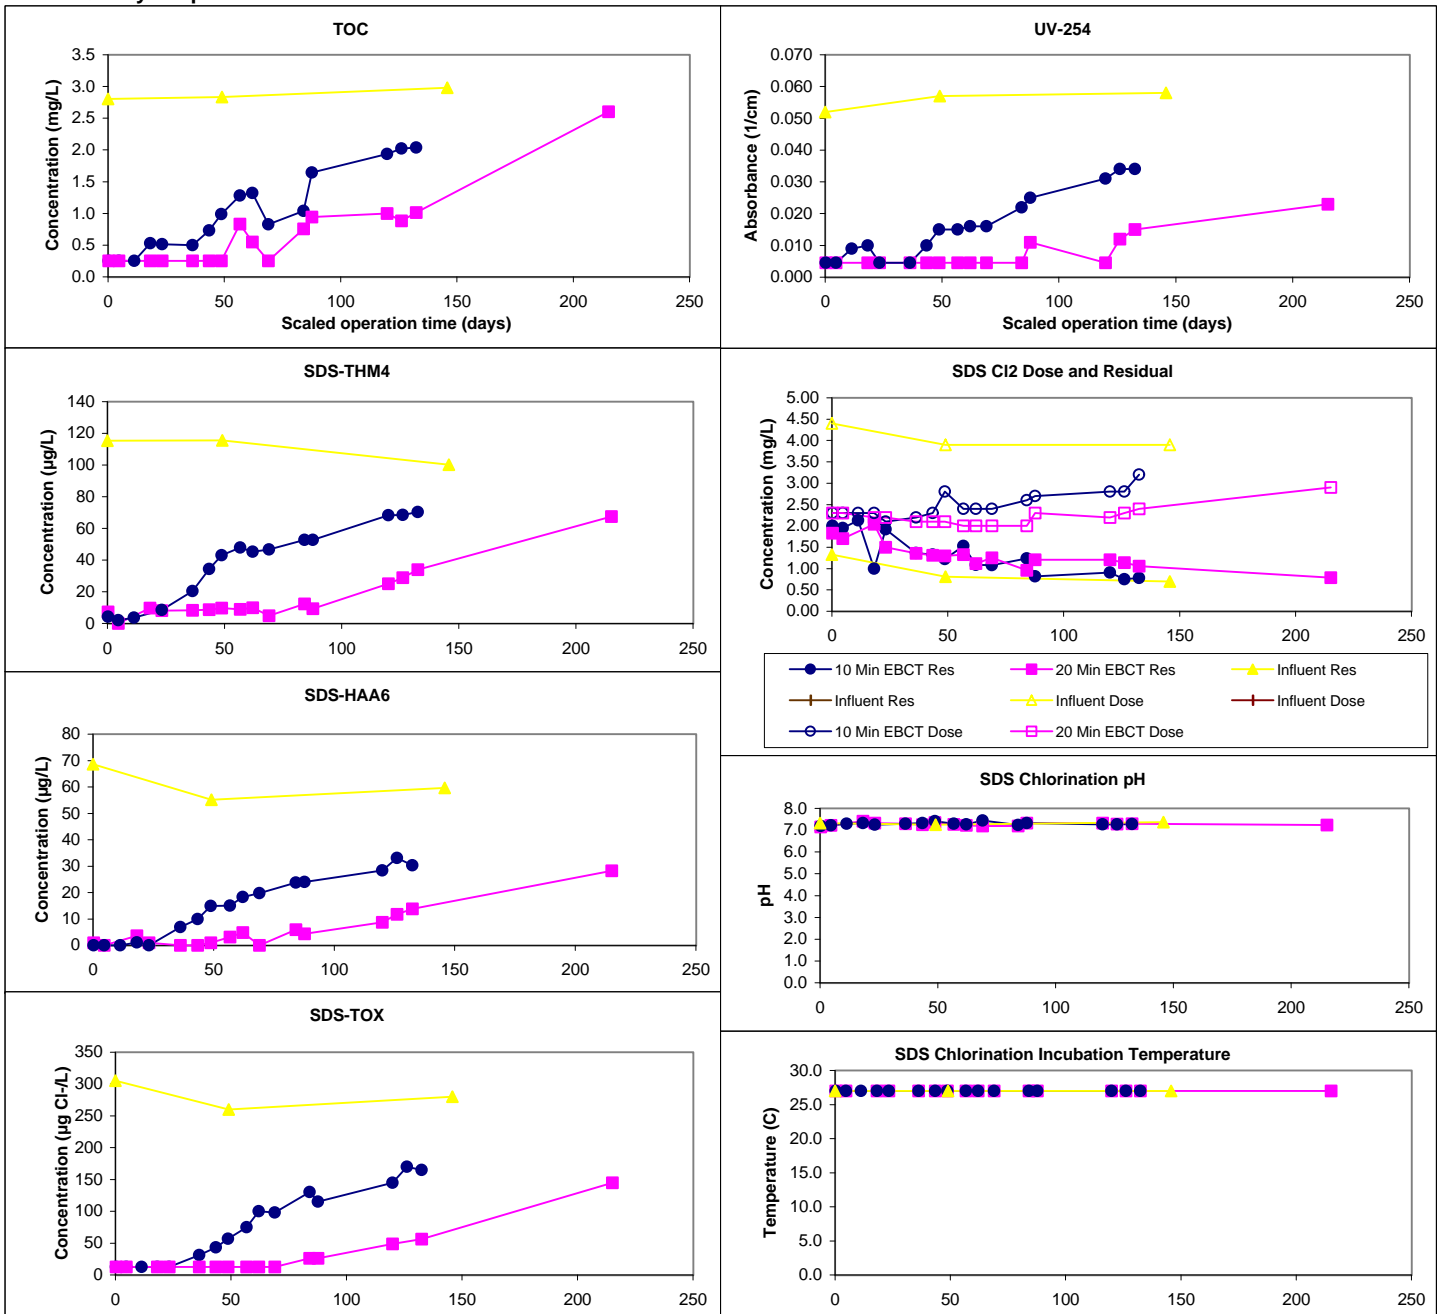 TOC
Concentration (mg/L)
3.5
3.0
2.5
2.0
1.5
1.0
0.5
0.0
0 50 100 150 200 250
Scaled operation time (days)
UV-254
Absorbance (1/cm)
0.070
0.060
0.050
0.040
0.030
0.020
0.010
0.000
0 50 100 150 200 250
Scaled operation time (days)
SDS-THM4
Concentration (µg/L)
140
120
100
80
60
40
20
0
0 50 100 150 200 250
SDS Cl2 Dose and Residual
Concentration (mg/L)
5.00
4.50
4.00
3.50
3.00
2.50
2.00
1.50
1.00
0.50
0.00
0 50 100 150 200 250
10 Min EBCT Res 20 Min EBCT Res Influent Res
Influent Res Influent Dose Influent Dose
10 Min EBCT Dose 20 Min EBCT Dose
SDS-HAA6
Concentration (µg/L)
80
70
60
50
40
30
20
10
0
0 50 100 150 200 250
SDS Chlorination pH
pH
8.0
7.0
6.0
5.0
4.0
3.0
2.0
1.0
0.0
0 50 100 150 200 250
SDS-TOX
Concentration (µg Cl-/L)
350
300
250
200
150
100
50
0
0 50 100 150 200 250
SDS Chlorination Incubation Temperature
Temperature (C)
30.0
25.0
20.0
15.0
10.0
5.0
0.0
0 50 100 150 200 250